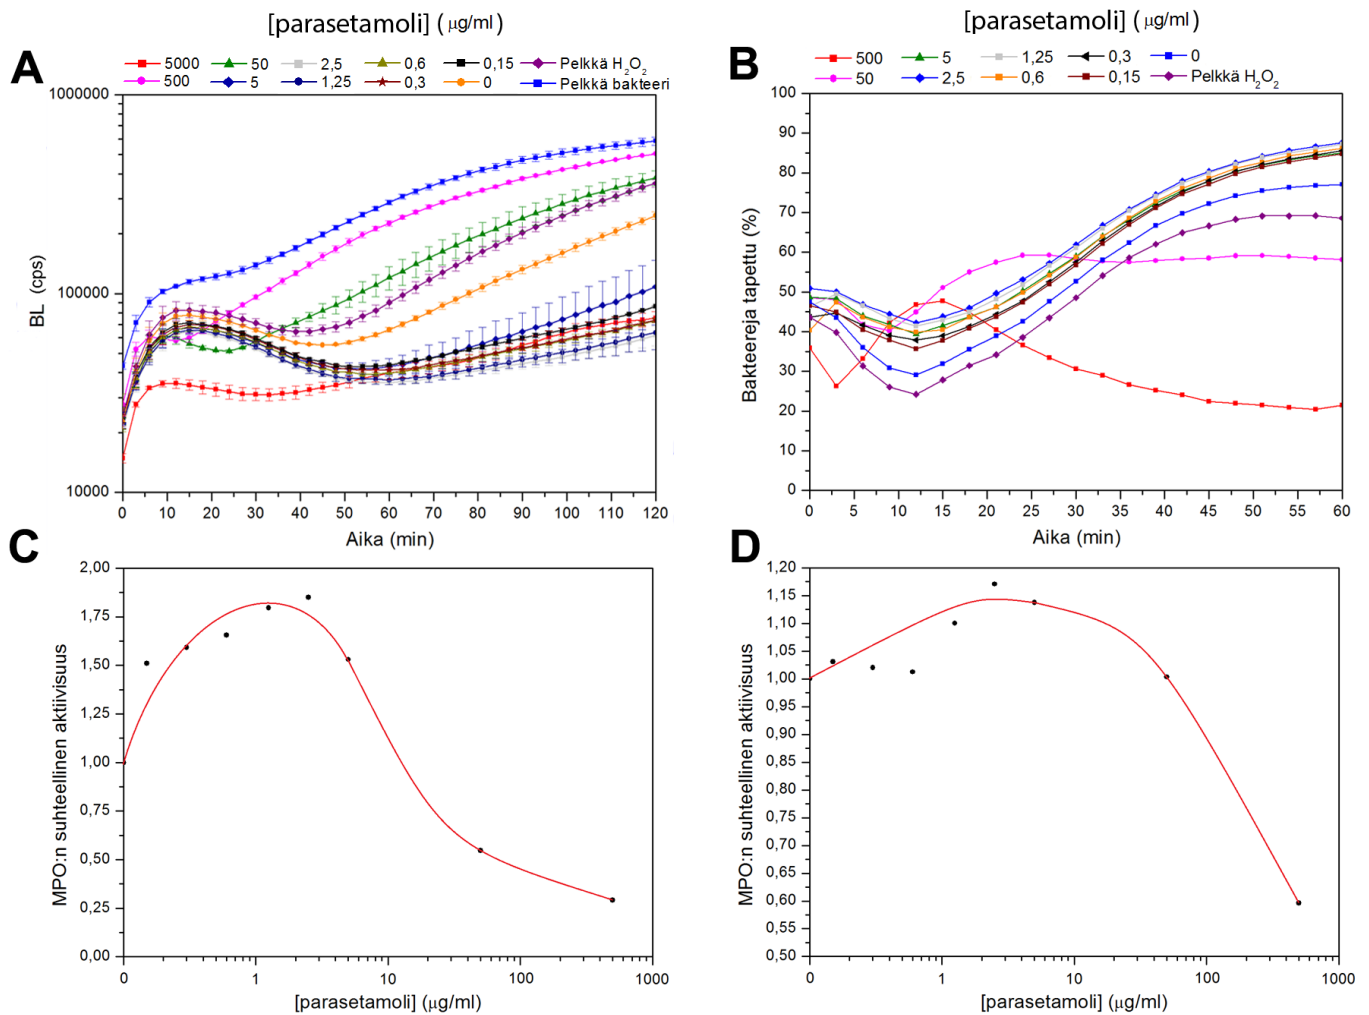 [parasetamoli] (µg/ml)
A
5000 50 2,5 0,6 0,15 Pelkkä H₂O₂
500 5 1,25 0,3 0 Pelkkä bakteeri
1000000
100000
10000
BL (cps)
0 10 20 30 40 50 60 70 80 90 100 110 120
Aika (min)
[parasetamoli] (µg/ml)
B
500 5 1,25 0,3 0
50 2,5 0,6 0,15 Pelkkä H₂O₂
100
90
80
70
60
50
40
30
20
10
0
Bakteereja tapettu (%)
0 5 10 15 20 25 30 35 40 45 50 55 60
Aika (min)
C
2,00
1,75
1,50
1,25
1,00
0,75
0,50
0,25
0,00
MPO:n suhteellinen aktiivisuus
0 1 10 100 1000
[parasetamoli] (µg/ml)
D
1,20
1,15
1,10
1,05
1,00
0,95
0,90
0,85
0,80
0,75
0,70
0,65
0,60
0,55
0,50
MPO:n suhteellinen aktiivisuus
0 1 10 100 1000
[parasetamoli] (µg/ml)